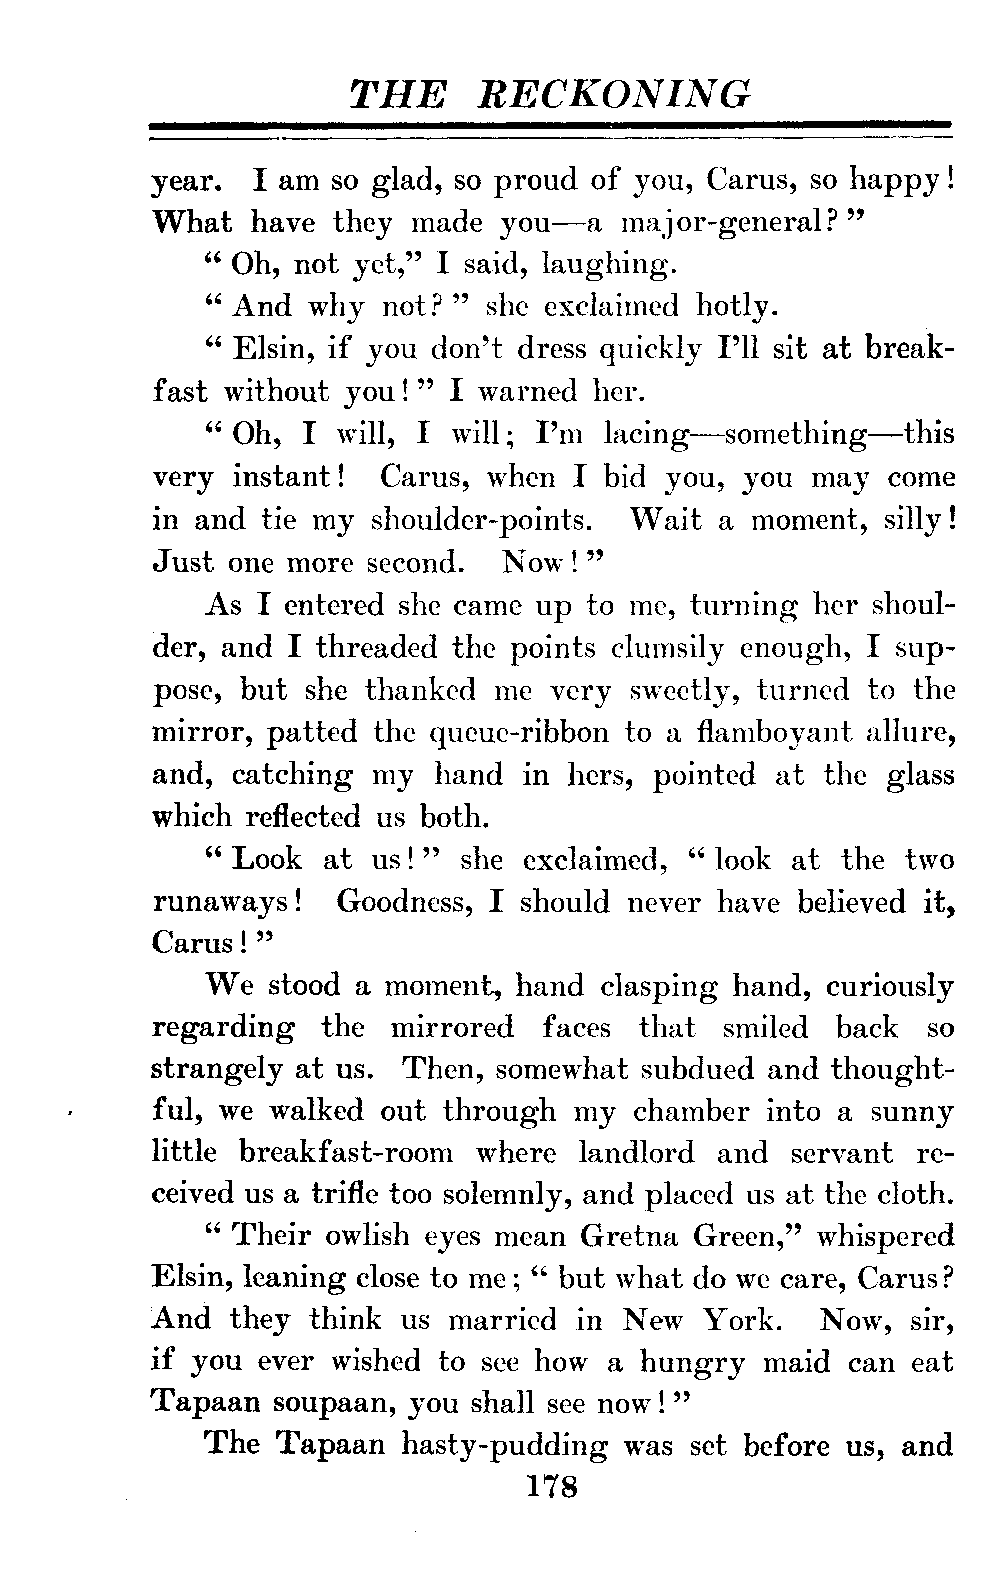 THE RECKONING
year. I am so glad, so proud of you, Carus, so happy!
What have they made you—a major-general?”
“Oh, not yet,” I said, laughing.
“And why not?” she exclaimed hotly.
“Elsin, if you don’t dress quickly I’ll sit at break-
fast without you!” I warned her.
“Oh, I will, I will; I’m lacing—something—this
very instant! Carus, when I bid you, you may come
in and tie my shoulder-points. Wait a moment, silly!
Just one more second. Now!”
As I entered she came up to me, turning her shoul-
der, and I threaded the points clumsily enough, I sup-
pose, but she thanked me very sweetly, turned to the
mirror, patted the queue-ribbon to a flamboyant allure,
and, catching my hand in hers, pointed at the glass
which reflected us both.
“Look at us!” she exclaimed, “look at the two
runaways! Goodness, I should never have believed it,
Carus!”
We stood a moment, hand clasping hand, curiously
regarding the mirrored faces that smiled back so
strangely at us. Then, somewhat subdued and thought-
ful, we walked out through my chamber into a sunny
little breakfast-room where landlord and servant re-
ceived us a trifle too solemnly, and placed us at the cloth.
“Their owlish eyes mean Gretna Green,” whispered
Elsin, leaning close to me; “but what do we care, Carus?
And they think us married in New York. Now, sir,
if you ever wished to see how a hungry maid can eat
Tapaan soupaan, you shall see now!”
The Tapaan hasty-pudding was set before us, and
178